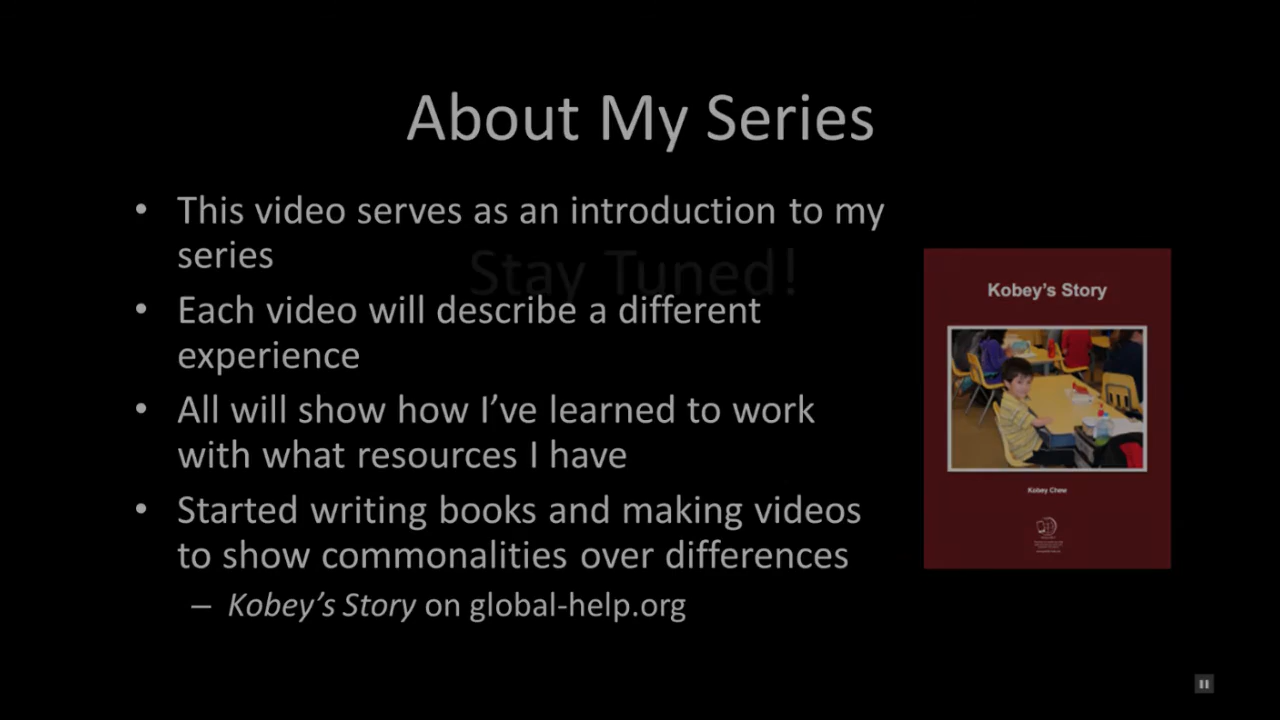 About My Series
• This video serves as an introduction to my
series
Stay Tuned!
• Each video will describe a different
experience
• All will show how I’ve learned to work
with what resources I have
• Started writing books and making videos
to show commonalities over differences
– Kobey’s Story on global-help.org
Kobey’s Story
Kobey Chew